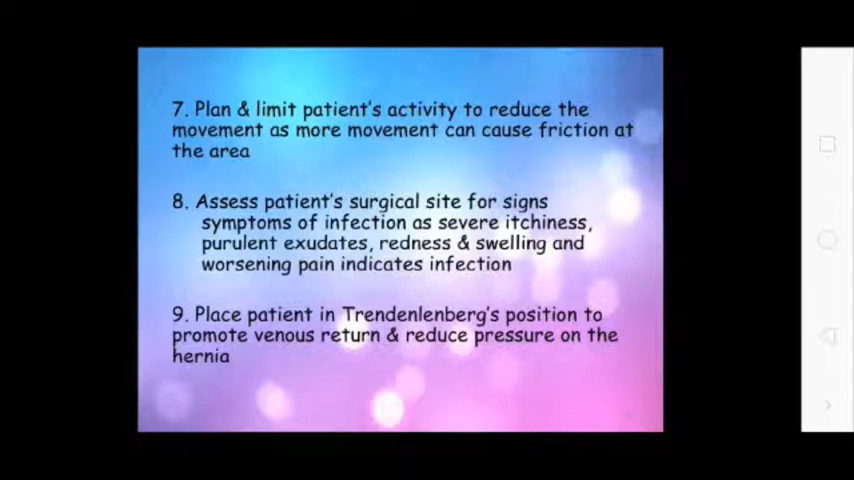 7. Plan & limit patient's activity to reduce the
movement as more movement can cause friction at
the area
8. Assess patient's surgical site for signs
symptoms of infection as severe itchiness,
purulent exudates, redness & swelling and
worsening pain indicates infection
9. Place patient in Trendenlenberg's position to
promote venous return & reduce pressure on the
hernia